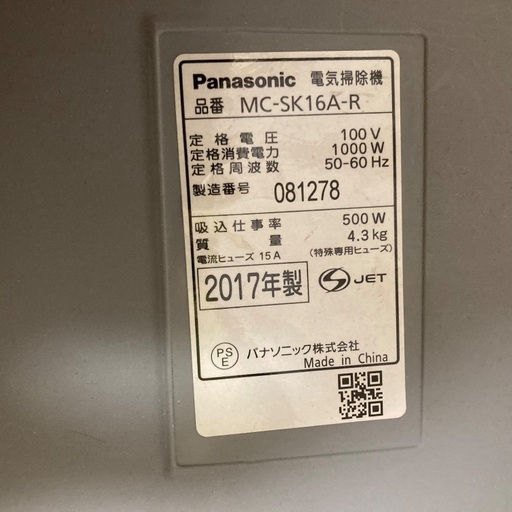 Panasonic 電気掃除機
品番 MC-SK16A-R
定格電圧 100 V
定格消費電力 1000 W
定格周波数 50-60 Hz
製造番号 081278
吸込仕事率 500 W
質量 4.3 kg
電流ヒューズ 15 A (特殊専用ヒューズ)
2017年製 S JET
PS E パナソニック株式会社
Made in China